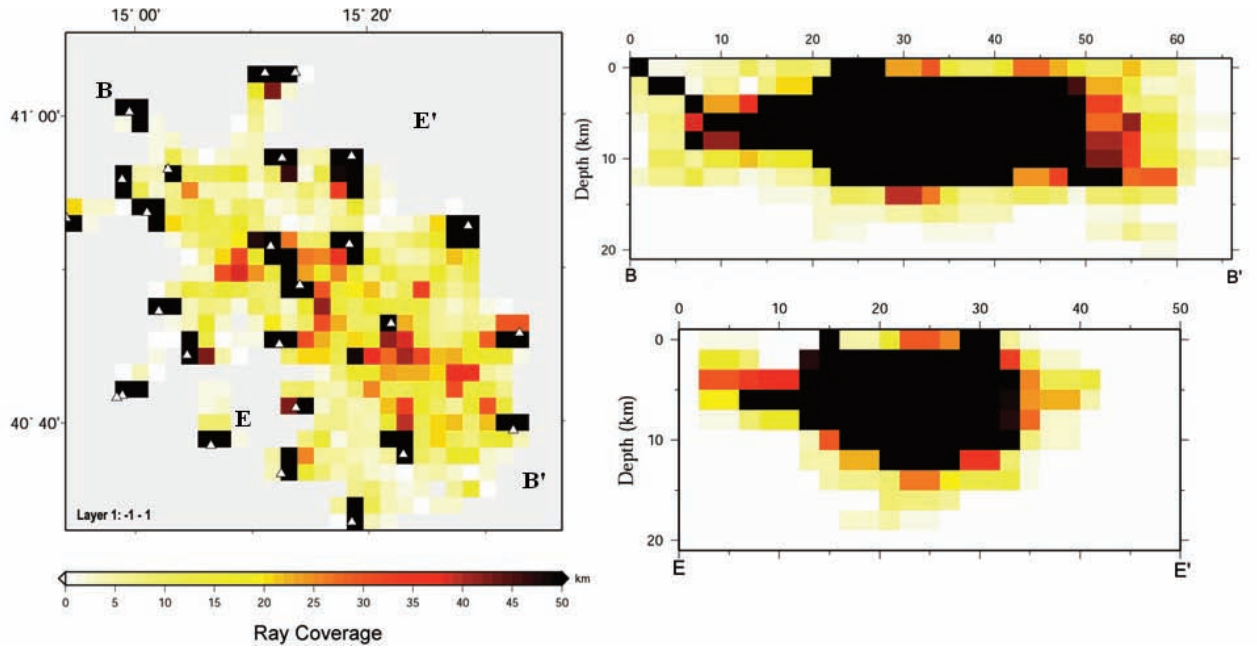 15° 00' 15° 20'
41° 00'
40° 40'
B
E'
E
B'
Layer 1: -1 - 1
0 5 10 15 20 25 30 35 40 45 50 km
Ray Coverage
0 10 20 30 40 50 60
Depth (km)
0
10
20
B B'
0 10 20 30 40 50
Depth (km)
0
10
20
E E'